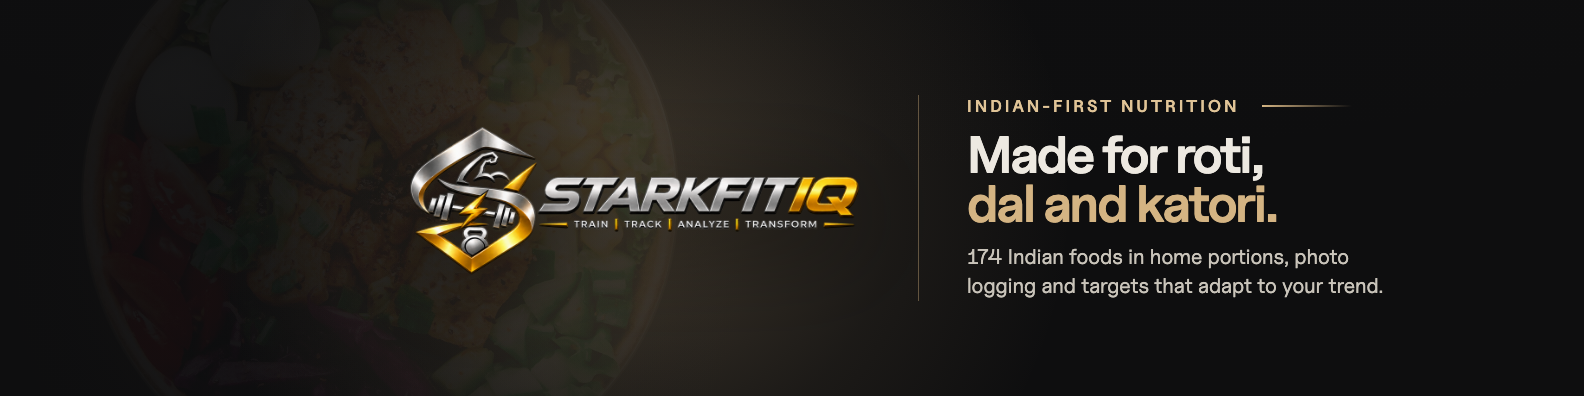 STARKFITIQ
TRAIN | TRACK | ANALYZE | TRANSFORM
INDIAN-FIRST NUTRITION
Made for roti,
dal and katori.
174 Indian foods in home portions, photo
logging and targets that adapt to your trend.